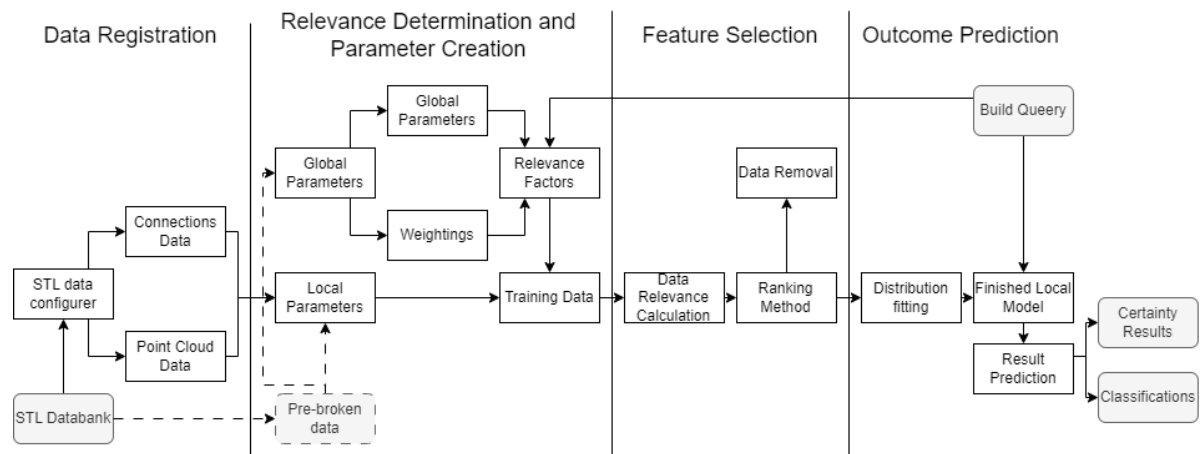 Data Registration
Relevance Determination and
Parameter Creation
Feature Selection
Outcome Prediction
Global
Parameters
Build Queery
Global
Parameters
Relevance
Factors
Data Removal
Connections
Data
Weightings
STL data
configurer
Local
Parameters
Training Data
Data
Relevance
Calculation
Ranking
Method
Distribution
fitting
Finished Local
Model
Point Cloud
Data
Certainty
Results
Result
Prediction
STL Databank
Pre-broken
data
Classifications